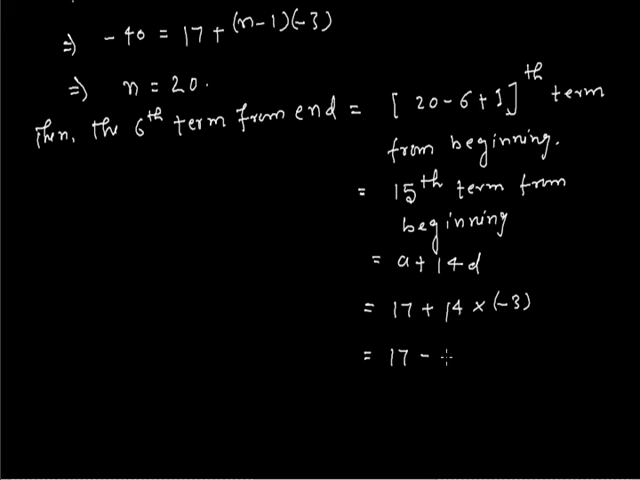 =) - 40 = 17 + (n-1)(-3)
=) n = 20.
Then, the 6th term from end = [20-6+1]th term
from beginning.
= 15th term from
beginning
= a + 14d
= 17 + 14 × (-3)
= 17 -